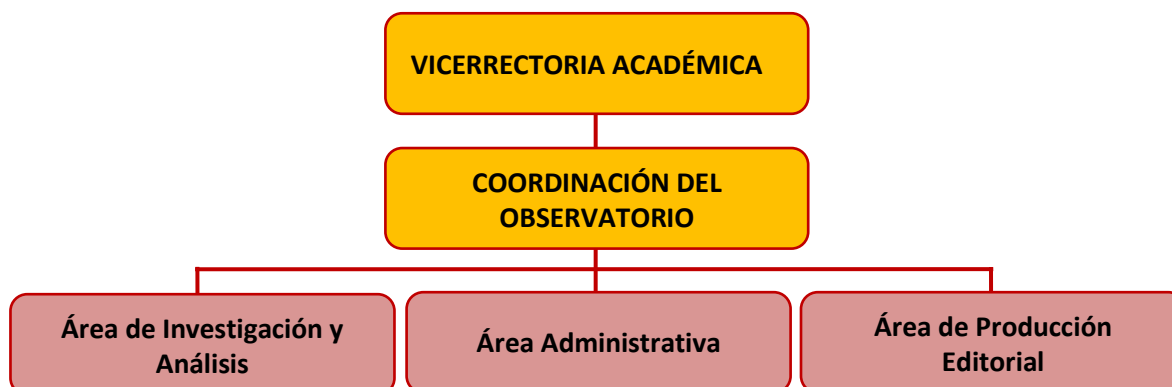 VICERRECTORIA ACADÉMICA
COORDINACIÓN DEL
OBSERVATORIO
Área de Investigación y
Análisis
Área Administrativa
Área de Producción
Editorial